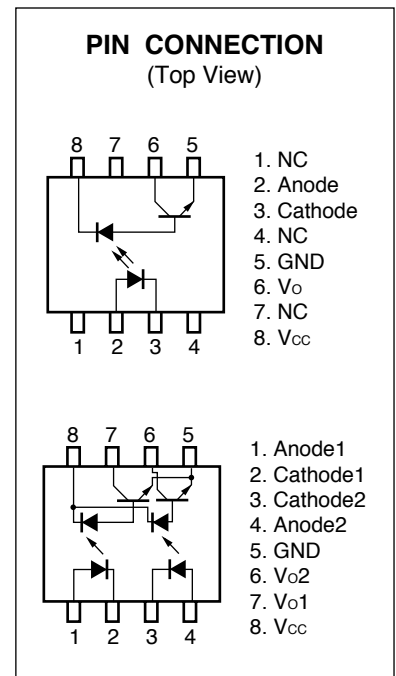 PIN CONNECTION
(Top View)
8 7 6 5
1. NC
2. Anode
3. Cathode
4. NC
5. GND
6. VO
7. NC
8. VCC
1 2 3 4
8 7 6 5
1. Anode1
2. Cathode1
3. Cathode2
4. Anode2
5. GND
6. VO2
7. VO1
8. VCC
1 2 3 4